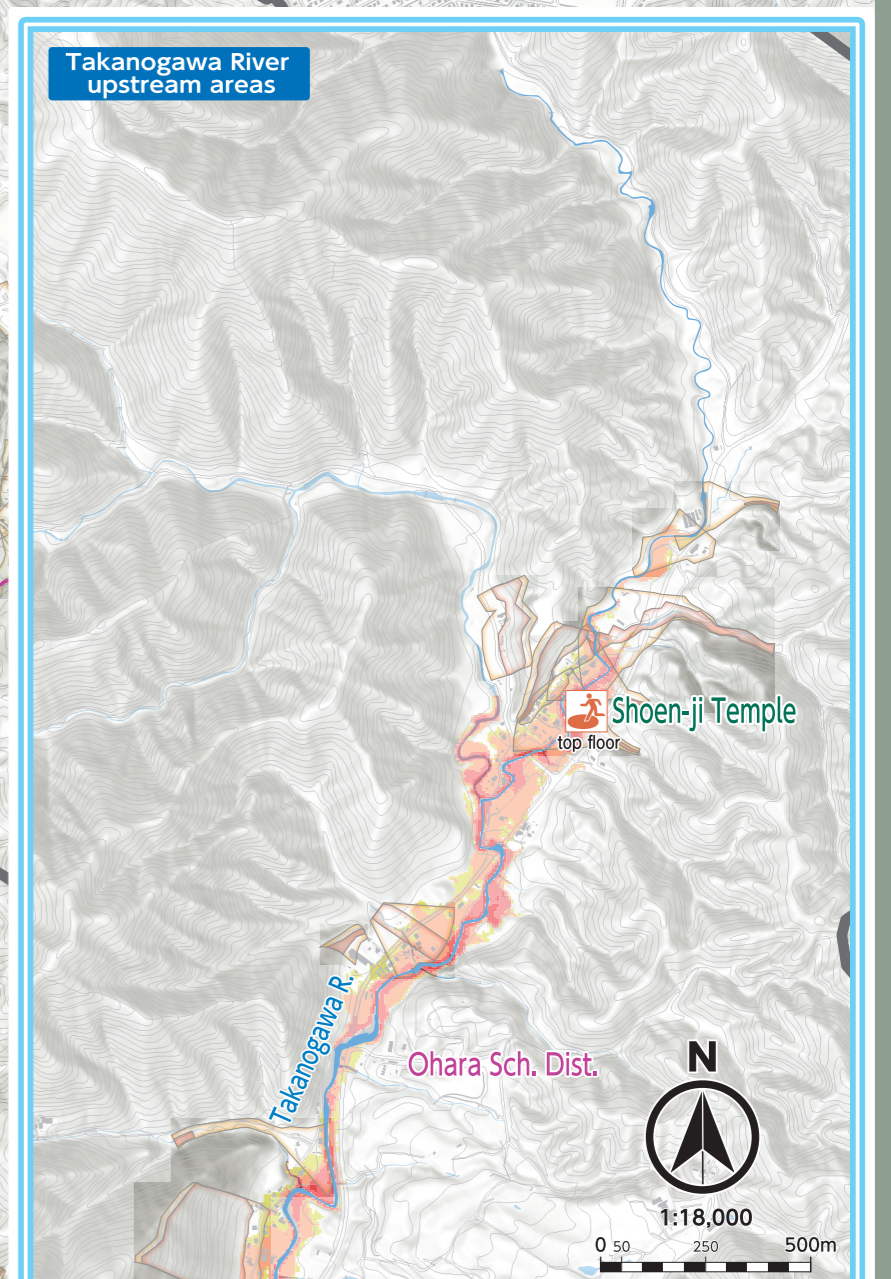 Takanogawa River
upstream areas
Shoen-ji Temple
top floor
Takanogawa R.
Ohara Sch. Dist.
N
1:18,000
0 50 250 500m